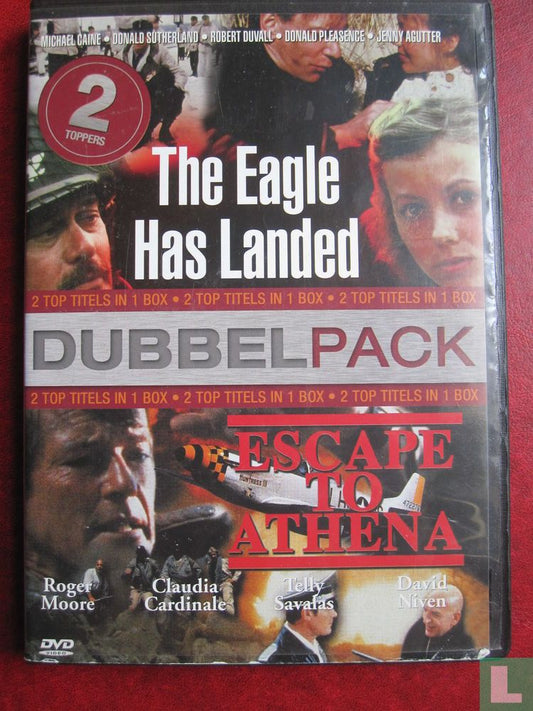 MICHAEL CAINE • DONALD SUTHERLAND • ROBERT DUVALL • DONALD PLEASENCE • JENNY AGUTTER
2
TOPPERS
The Eagle
Has Landed
2 TOP TITELS IN 1 BOX • 2 TOP TITELS IN 1 BOX • 2 TOP TITELS IN 1 BOX
DUBBELPACK
2 TOP TITELS IN 1 BOX • 2 TOP TITELS IN 1 BOX • 2 TOP TITELS IN 1 BOX
ESCAPE
TO
ATHENA
Huntress III
Roger Moore
Claudia Cardinale
Telly Savalas
David Niven
DVD
VIDEO
L